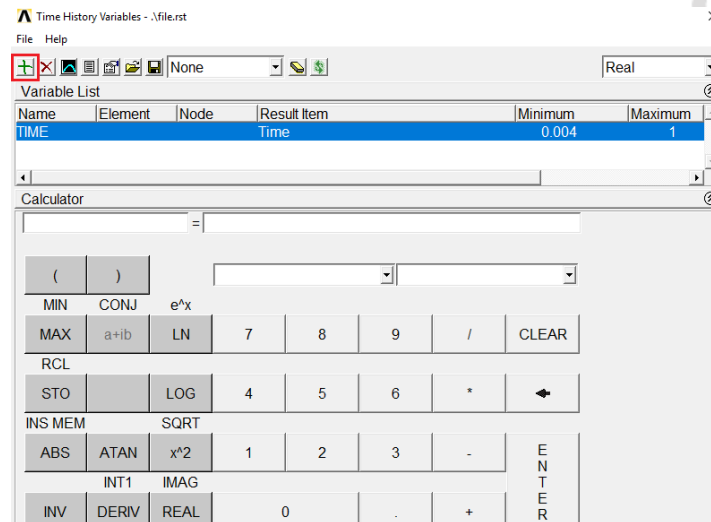 Time History Variables - .\file.rst
File Help
None Real
Variable List
Name Element Node Result Item Minimum Maximum
TIME Time 0.004 1
Calculator
=
( )
MIN CONJ e^x
MAX a+ib LN 7 8 9 / CLEAR
RCL
STO LOG 4 5 6 *
INS MEM SQRT
ABS ATAN x^2 1 2 3 - ENTER
INT1 IMAG
INV DERIV REAL 0 . +